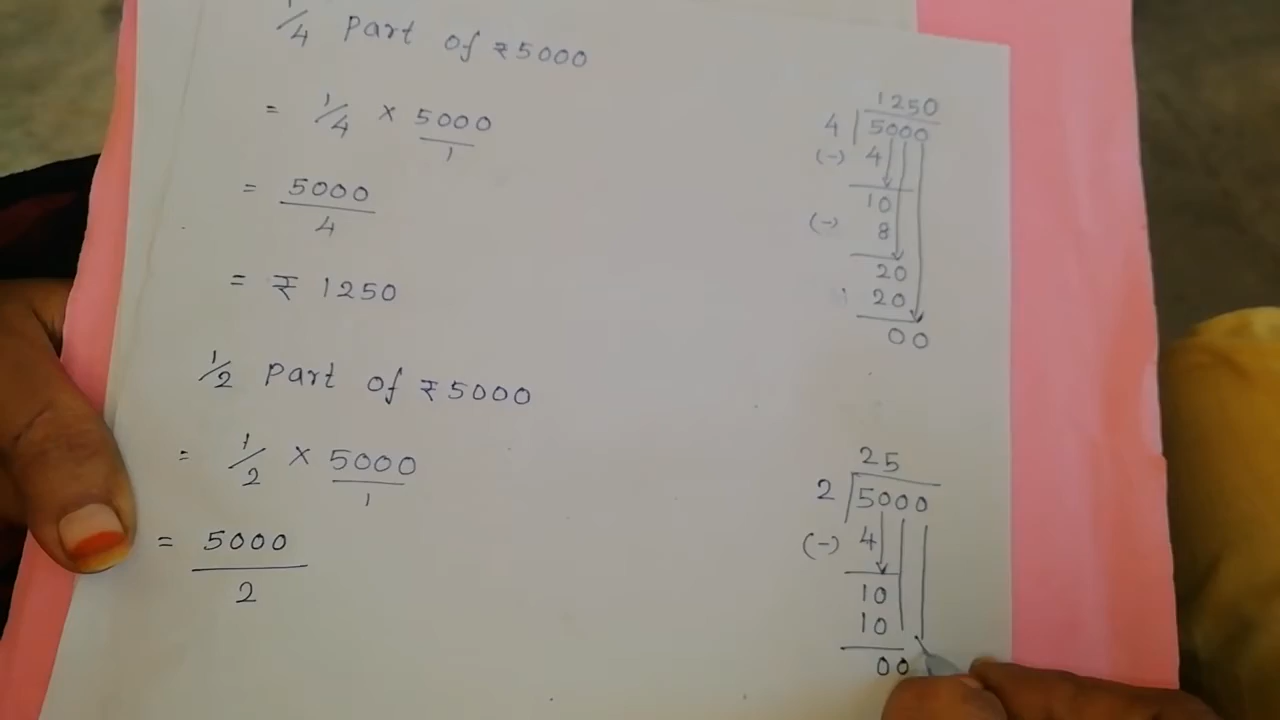 1/4 Part of ₹5000
= 1/4 × 5000/1
= 5000/4
= ₹ 1250
1250
4 | 5000
(-) 4
10
(-) 8
20
20
00
1/2 Part of ₹5000
= 1/2 × 5000/1
= 5000/2
25
2 | 5000
(-) 4
10
10
00